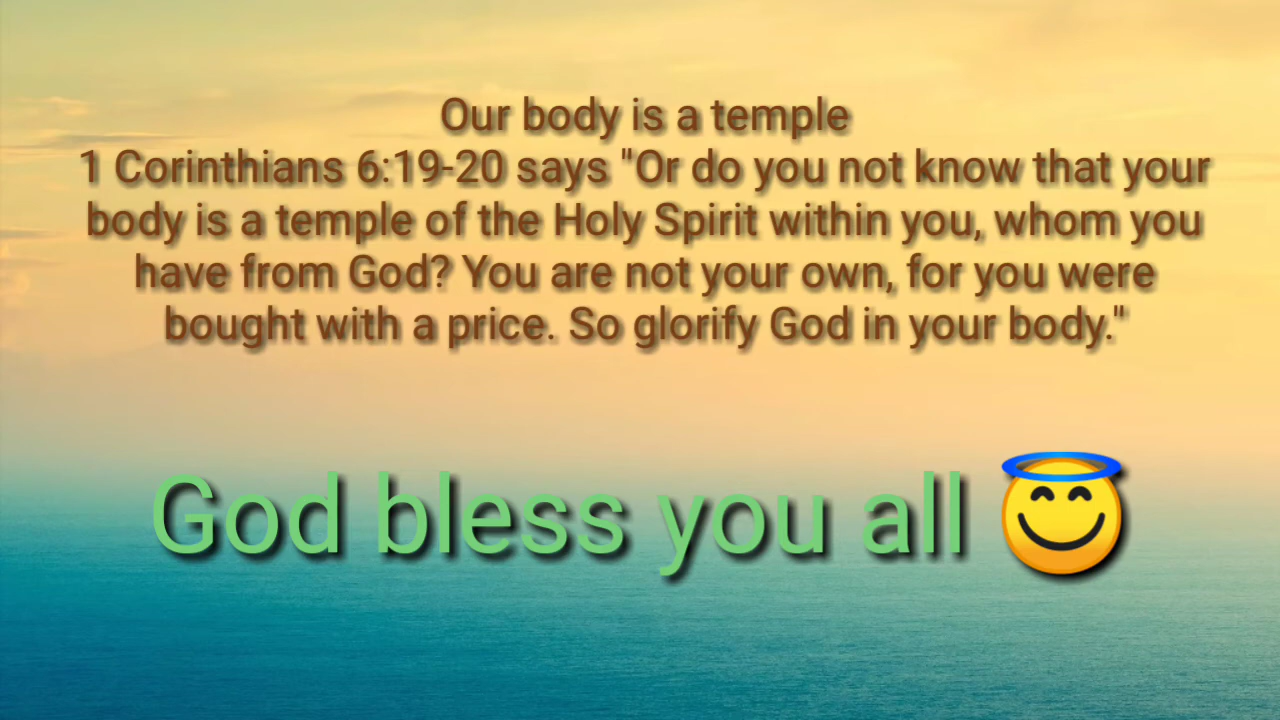 Our body is a temple
1 Corinthians 6:19-20 says "Or do you not know that your
body is a temple of the Holy Spirit within you, whom you
have from God? You are not your own, for you were
bought with a price. So glorify God in your body."
God bless you all 😇